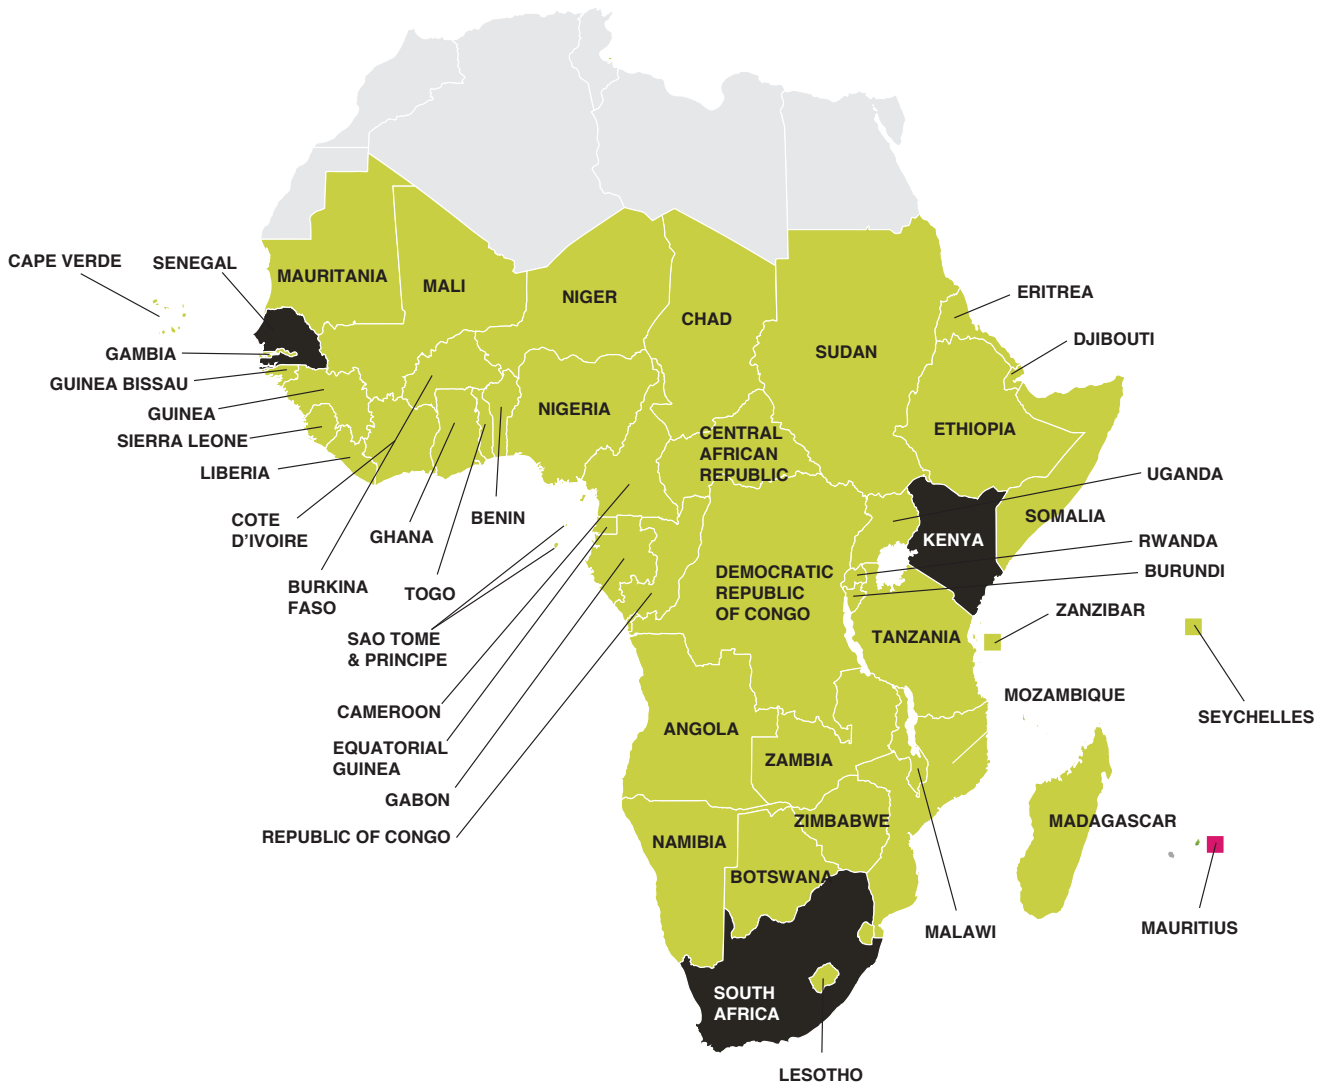 CAPE VERDE
SENEGAL
MAURITANIA
MALI
NIGER
CHAD
SUDAN
ERITREA
DJIBOUTI
GAMBIA
GUINEA BISSAU
GUINEA
SIERRA LEONE
LIBERIA
NIGERIA
ETHIOPIA
CENTRAL
AFRICAN
REPUBLIC
UGANDA
COTE
D'IVOIRE
GHANA
BENIN
SOMALIA
KENYA
RWANDA
BURUNDI
BURKINA
FASO
TOGO
DEMOCRATIC
REPUBLIC
OF CONGO
ZANZIBAR
SAO TOME
& PRINCIPE
TANZANIA
MOZAMBIQUE
SEYCHELLES
CAMEROON
ANGOLA
EQUATORIAL
GUINEA
ZAMBIA
GABON
REPUBLIC OF CONGO
ZIMBABWE
MADAGASCAR
NAMIBIA
BOTSWANA
MALAWI
MAURITIUS
SOUTH
AFRICA
LESOTHO